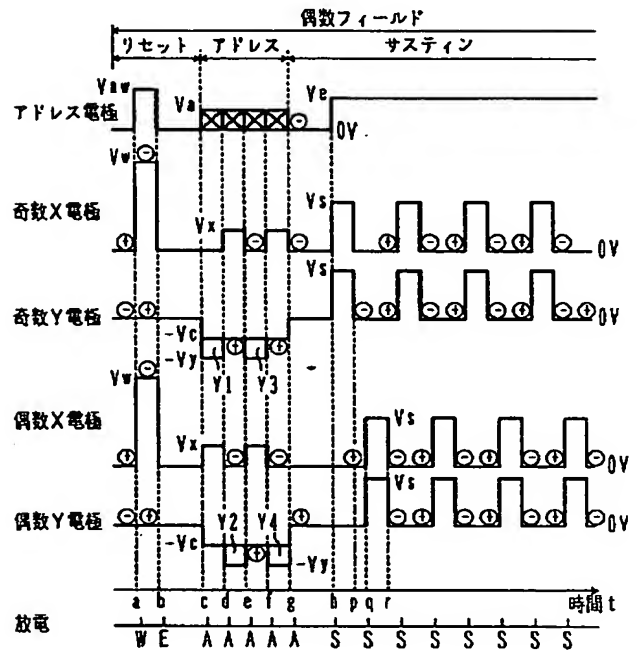 偶数フィールド
リセット アドレス サスティン
Vaw
Va
Ve
アドレス電極
⊖
0V
Vw ⊖
奇数X電極
Vx
Vs
⊕ ⊖ ⊖ ⊕ ⊖ ⊕ ⊖ ⊕ ⊖ ⊕ ⊖
0V
奇数Y電極
Vs
⊖ ⊕ ⊖ ⊕ ⊖ ⊕ ⊖ ⊕ ⊖ ⊕
0V
-Vc ⊕ ⊕
-Vy
Y1 Y3
Vw ⊖
偶数X電極
Vx
Vs
⊕ ⊖ ⊖ ⊕ ⊖ ⊕ ⊖ ⊕ ⊖ ⊕ ⊖
0V
偶数Y電極
Vs
⊖ ⊕ ⊕ ⊖ ⊕ ⊖ ⊕ ⊖ ⊕ ⊖
0V
-Vc Y2 Y4
⊕
-Vy
a b c d e f g h p q r 時間 t
放電
W E A A A A A S S S S S S S S